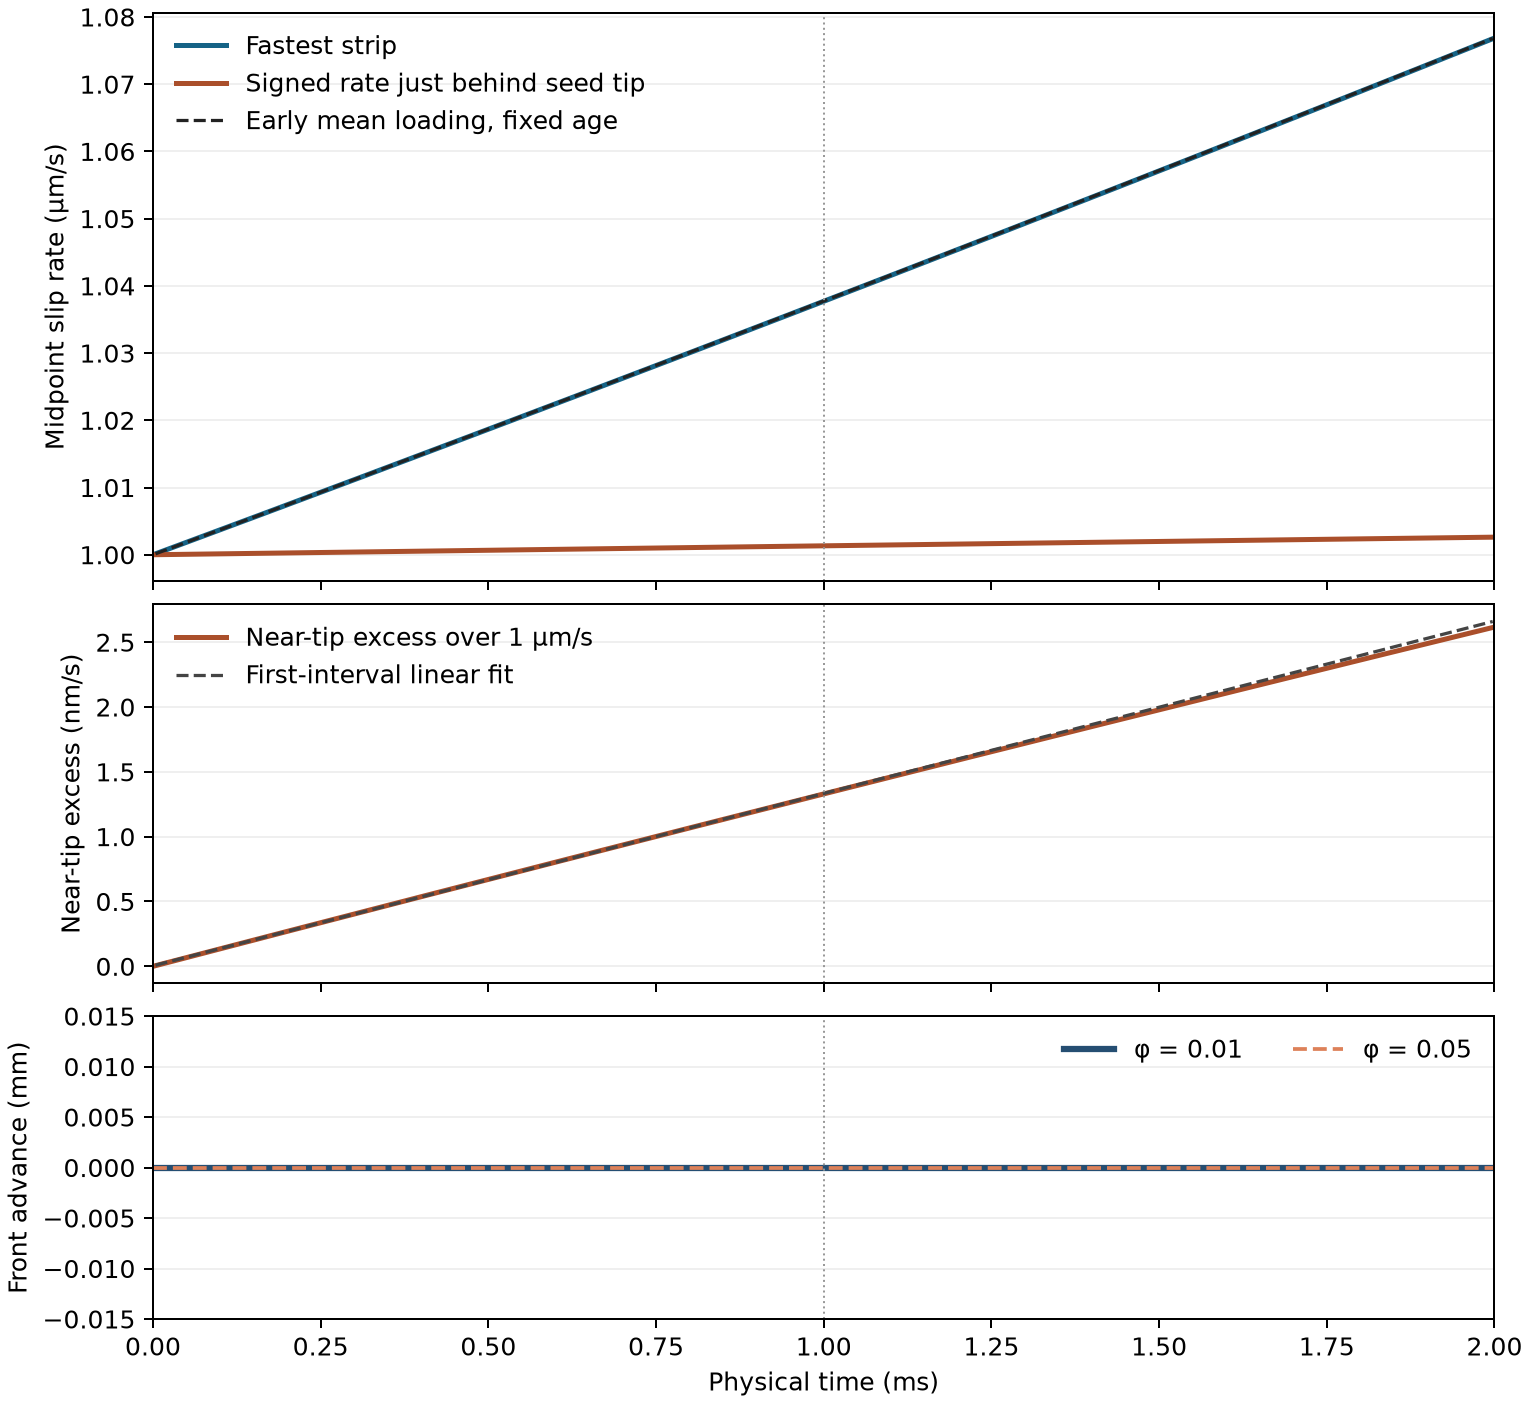 1.08
1.07
1.06
1.05
1.04
1.03
1.02
1.01
1.00
Midpoint slip rate (µm/s)
Fastest strip
Signed rate just behind seed tip
Early mean loading, fixed age
2.5
2.0
1.5
1.0
0.5
0.0
Near-tip excess (nm/s)
Near-tip excess over 1 µm/s
First-interval linear fit
0.015
0.010
0.005
0.000
−0.005
−0.010
−0.015
Front advance (mm)
φ = 0.01
φ = 0.05
0.00 0.25 0.50 0.75 1.00 1.25 1.50 1.75 2.00
Physical time (ms)